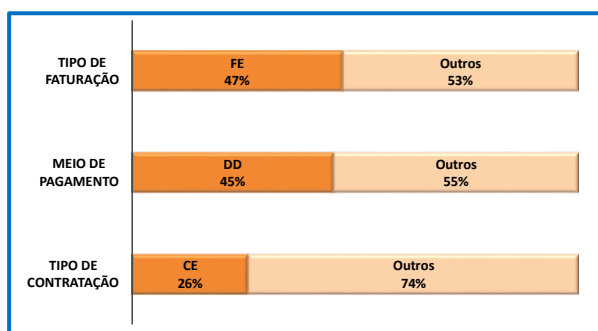 TIPO DE
FATURAÇÃO
FE
47%
Outros
53%
MEIO DE
PAGAMENTO
DD
45%
Outros
55%
TIPO DE
CONTRATAÇÃO
CE
26%
Outros
74%